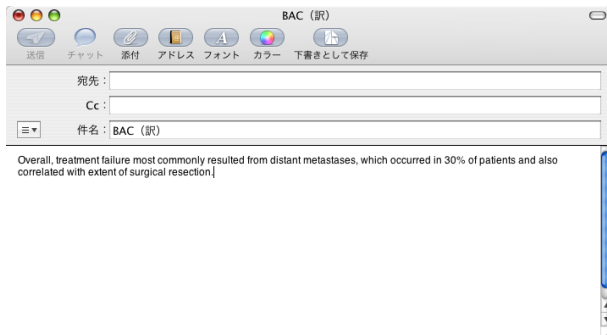 BAC（訳）
送信 チャット 添付 アドレス フォント カラー 下書きとして保存
宛先：
Cc：
件名： BAC（訳）
Overall, treatment failure most commonly resulted from distant metastases, which occurred in 30% of patients and also
correlated with extent of surgical resection.